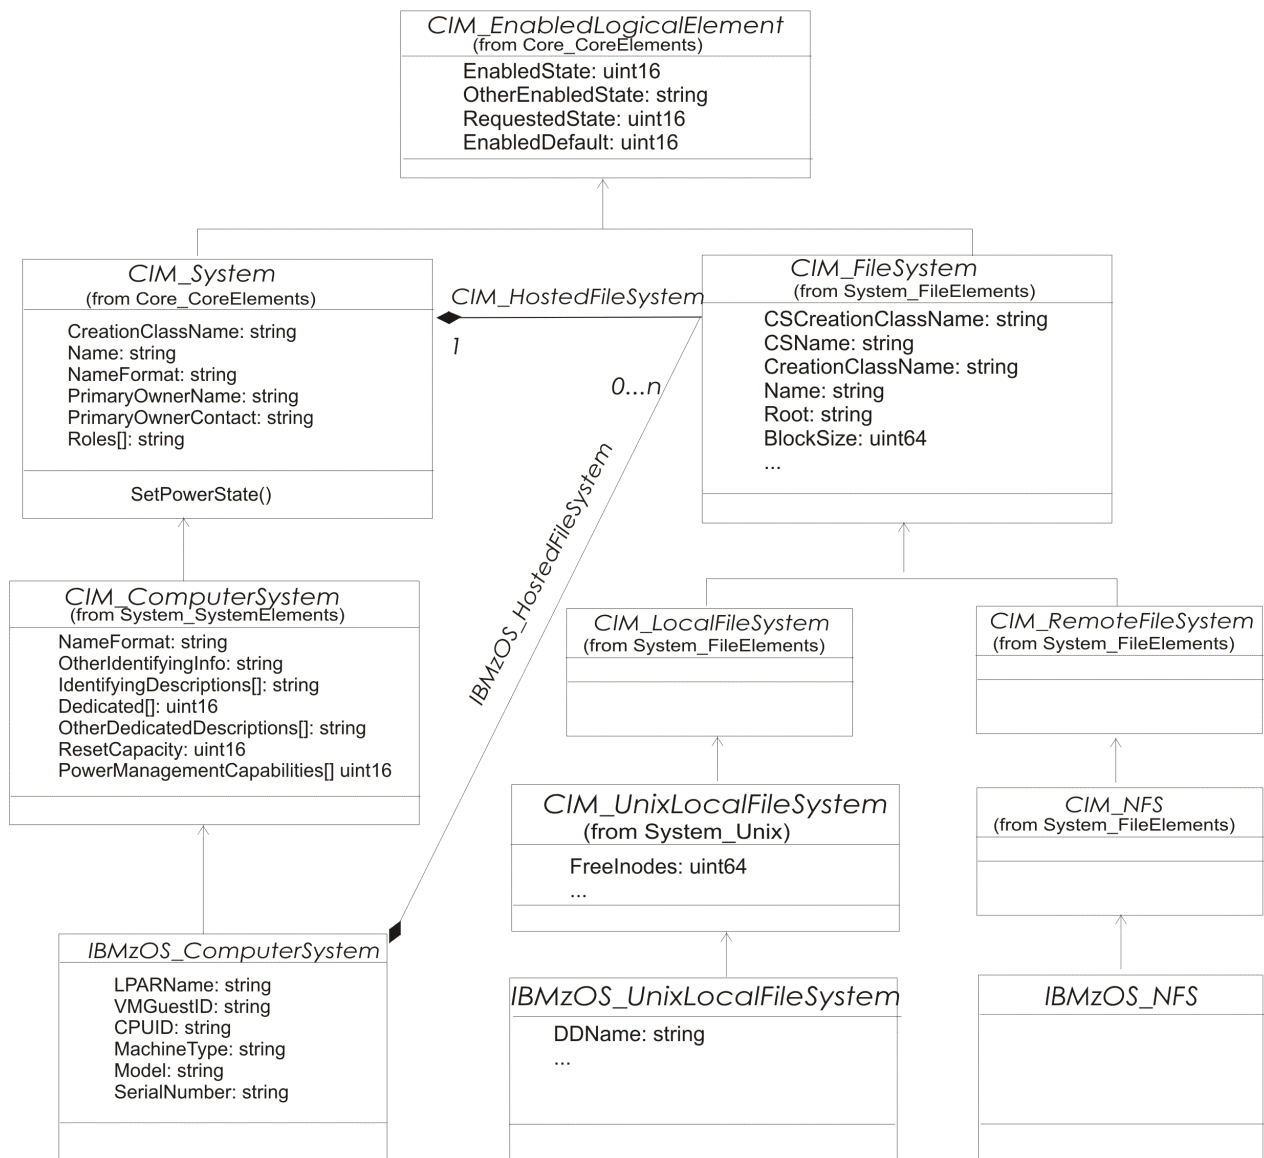 CIM_EnabledLogicalElement
(from Core_CoreElements)
EnabledState: uint16
OtherEnabledState: string
RequestedState: uint16
EnabledDefault: uint16
CIM_System
(from Core_CoreElements)
CreationClassName: string
Name: string
NameFormat: string
PrimaryOwnerName: string
PrimaryOwnerContact: string
Roles[]: string
SetPowerState()
CIM_HostedFileSystem
1
0...n
CIM_FileSystem
(from System_FileElements)
CSCreationClassName: string
CSName: string
CreationClassName: string
Name: string
Root: string
BlockSize: uint64
...
IBMzOS_HostedFileSystem
CIM_ComputerSystem
(from System_SystemElements)
NameFormat: string
OtherIdentifyingInfo: string
IdentifyingDescriptions[]: string
Dedicated[]: uint16
OtherDedicatedDescriptions[]: string
ResetCapacity: uint16
PowerManagementCapabilities[] uint16
CIM_LocalFileSystem
(from System_FileElements)
CIM_RemoteFileSystem
(from System_FileElements)
CIM_UnixLocalFileSystem
(from System_Unix)
FreeInodes: uint64
...
CIM_NFS
(from System_FileElements)
IBMzOS_ComputerSystem
LPARName: string
VMGuestID: string
CPUID: string
MachineType: string
Model: string
SerialNumber: string
IBMzOS_UnixLocalFileSystem
DDName: string
...
IBMzOS_NFS